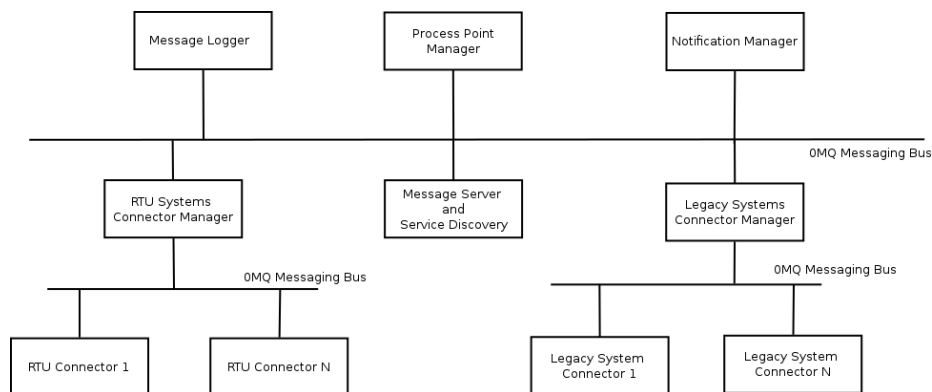 Message Logger
Process Point
Manager
Notification Manager
0MQ Messaging Bus
RTU Systems
Connector Manager
Message Server
and
Service Discovery
Legacy Systems
Connector Manager
0MQ Messaging Bus
0MQ Messaging Bus
RTU Connector 1
RTU Connector N
Legacy System
Connector 1
Legacy System
Connector N